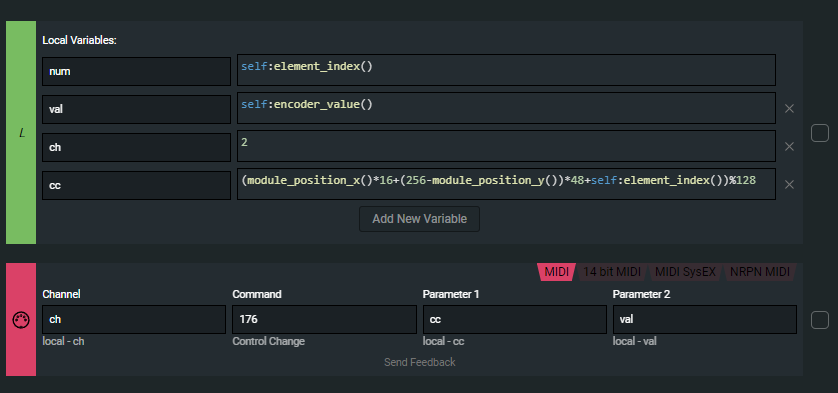 Local Variables:
num self:element_index()
val self:encoder_value()
ch 2
cc (module_position_x()*16+(256-module_position_y())*48+self:element_index())%128
Add New Variable
L
MIDI 14 bit MIDI MIDI SysEX NRPN MIDI
Channel Command Parameter 1 Parameter 2
ch 176 cc val
local - ch Control Change local - cc local - val
Send Feedback